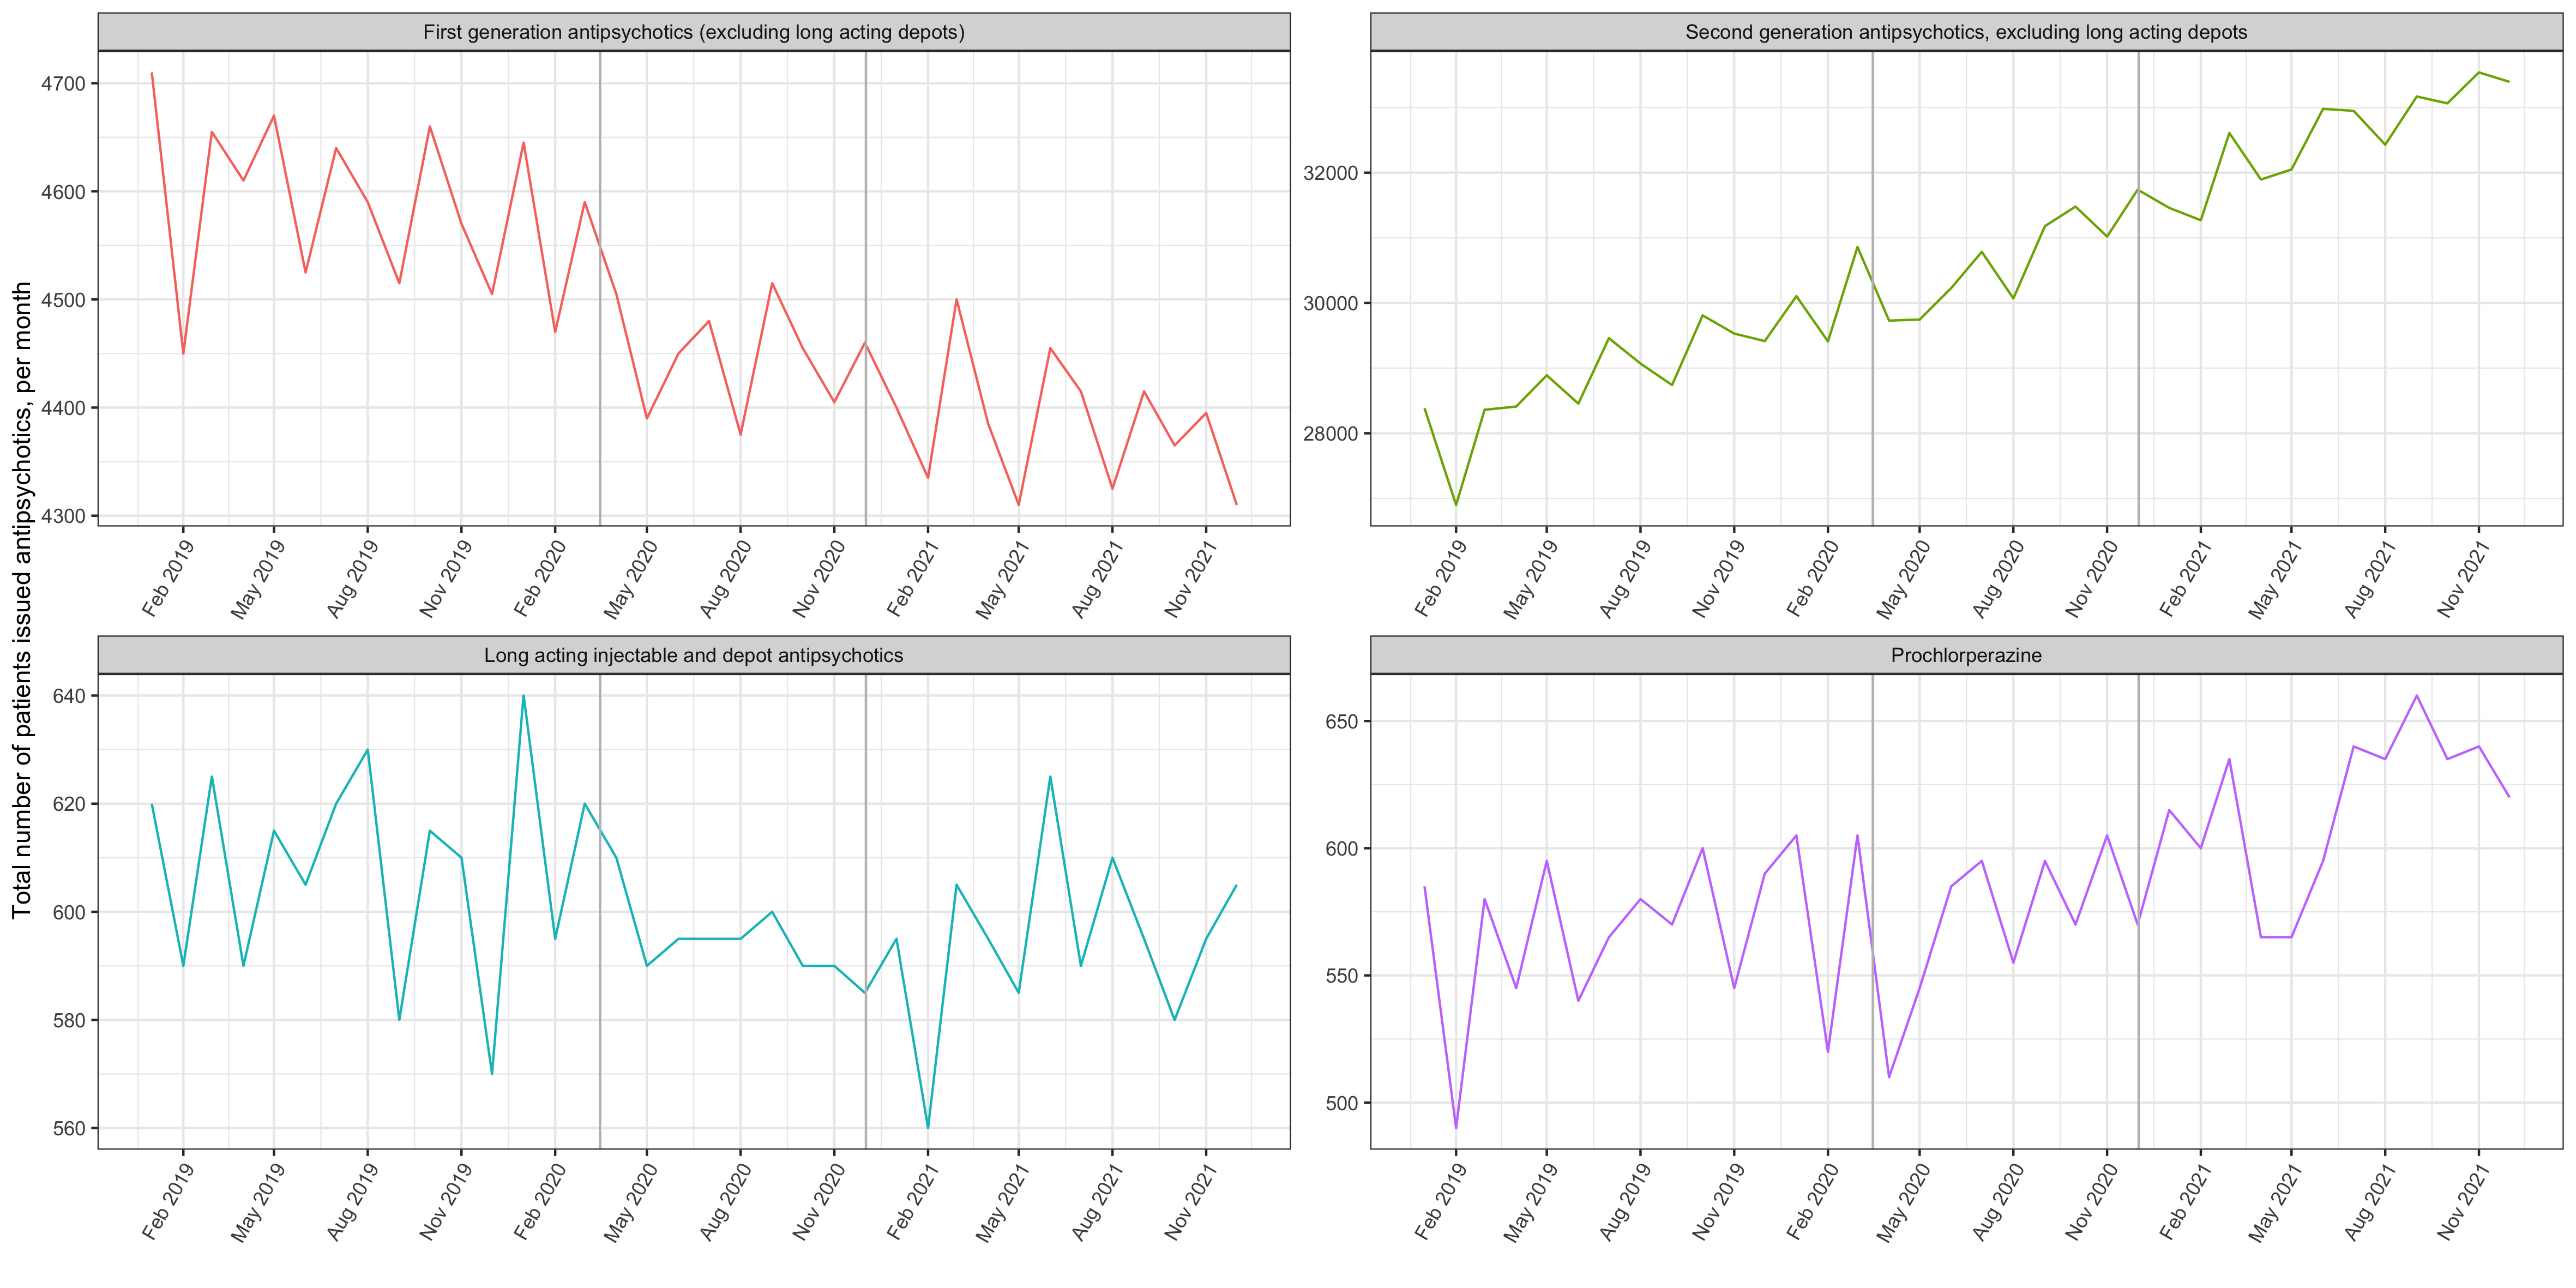 Total number of patients issued antipsychotics, per month
First generation antipsychotics (excluding long acting depots)
4700
4600
4500
4400
4300
Feb 2019
May 2019
Aug 2019
Nov 2019
Feb 2020
May 2020
Aug 2020
Nov 2020
Feb 2021
May 2021
Aug 2021
Nov 2021
Second generation antipsychotics, excluding long acting depots
32000
30000
28000
Feb 2019
May 2019
Aug 2019
Nov 2019
Feb 2020
May 2020
Aug 2020
Nov 2020
Feb 2021
May 2021
Aug 2021
Nov 2021
Long acting injectable and depot antipsychotics
640
620
600
580
560
Feb 2019
May 2019
Aug 2019
Nov 2019
Feb 2020
May 2020
Aug 2020
Nov 2020
Feb 2021
May 2021
Aug 2021
Nov 2021
Prochlorperazine
650
600
550
500
Feb 2019
May 2019
Aug 2019
Nov 2019
Feb 2020
May 2020
Aug 2020
Nov 2020
Feb 2021
May 2021
Aug 2021
Nov 2021